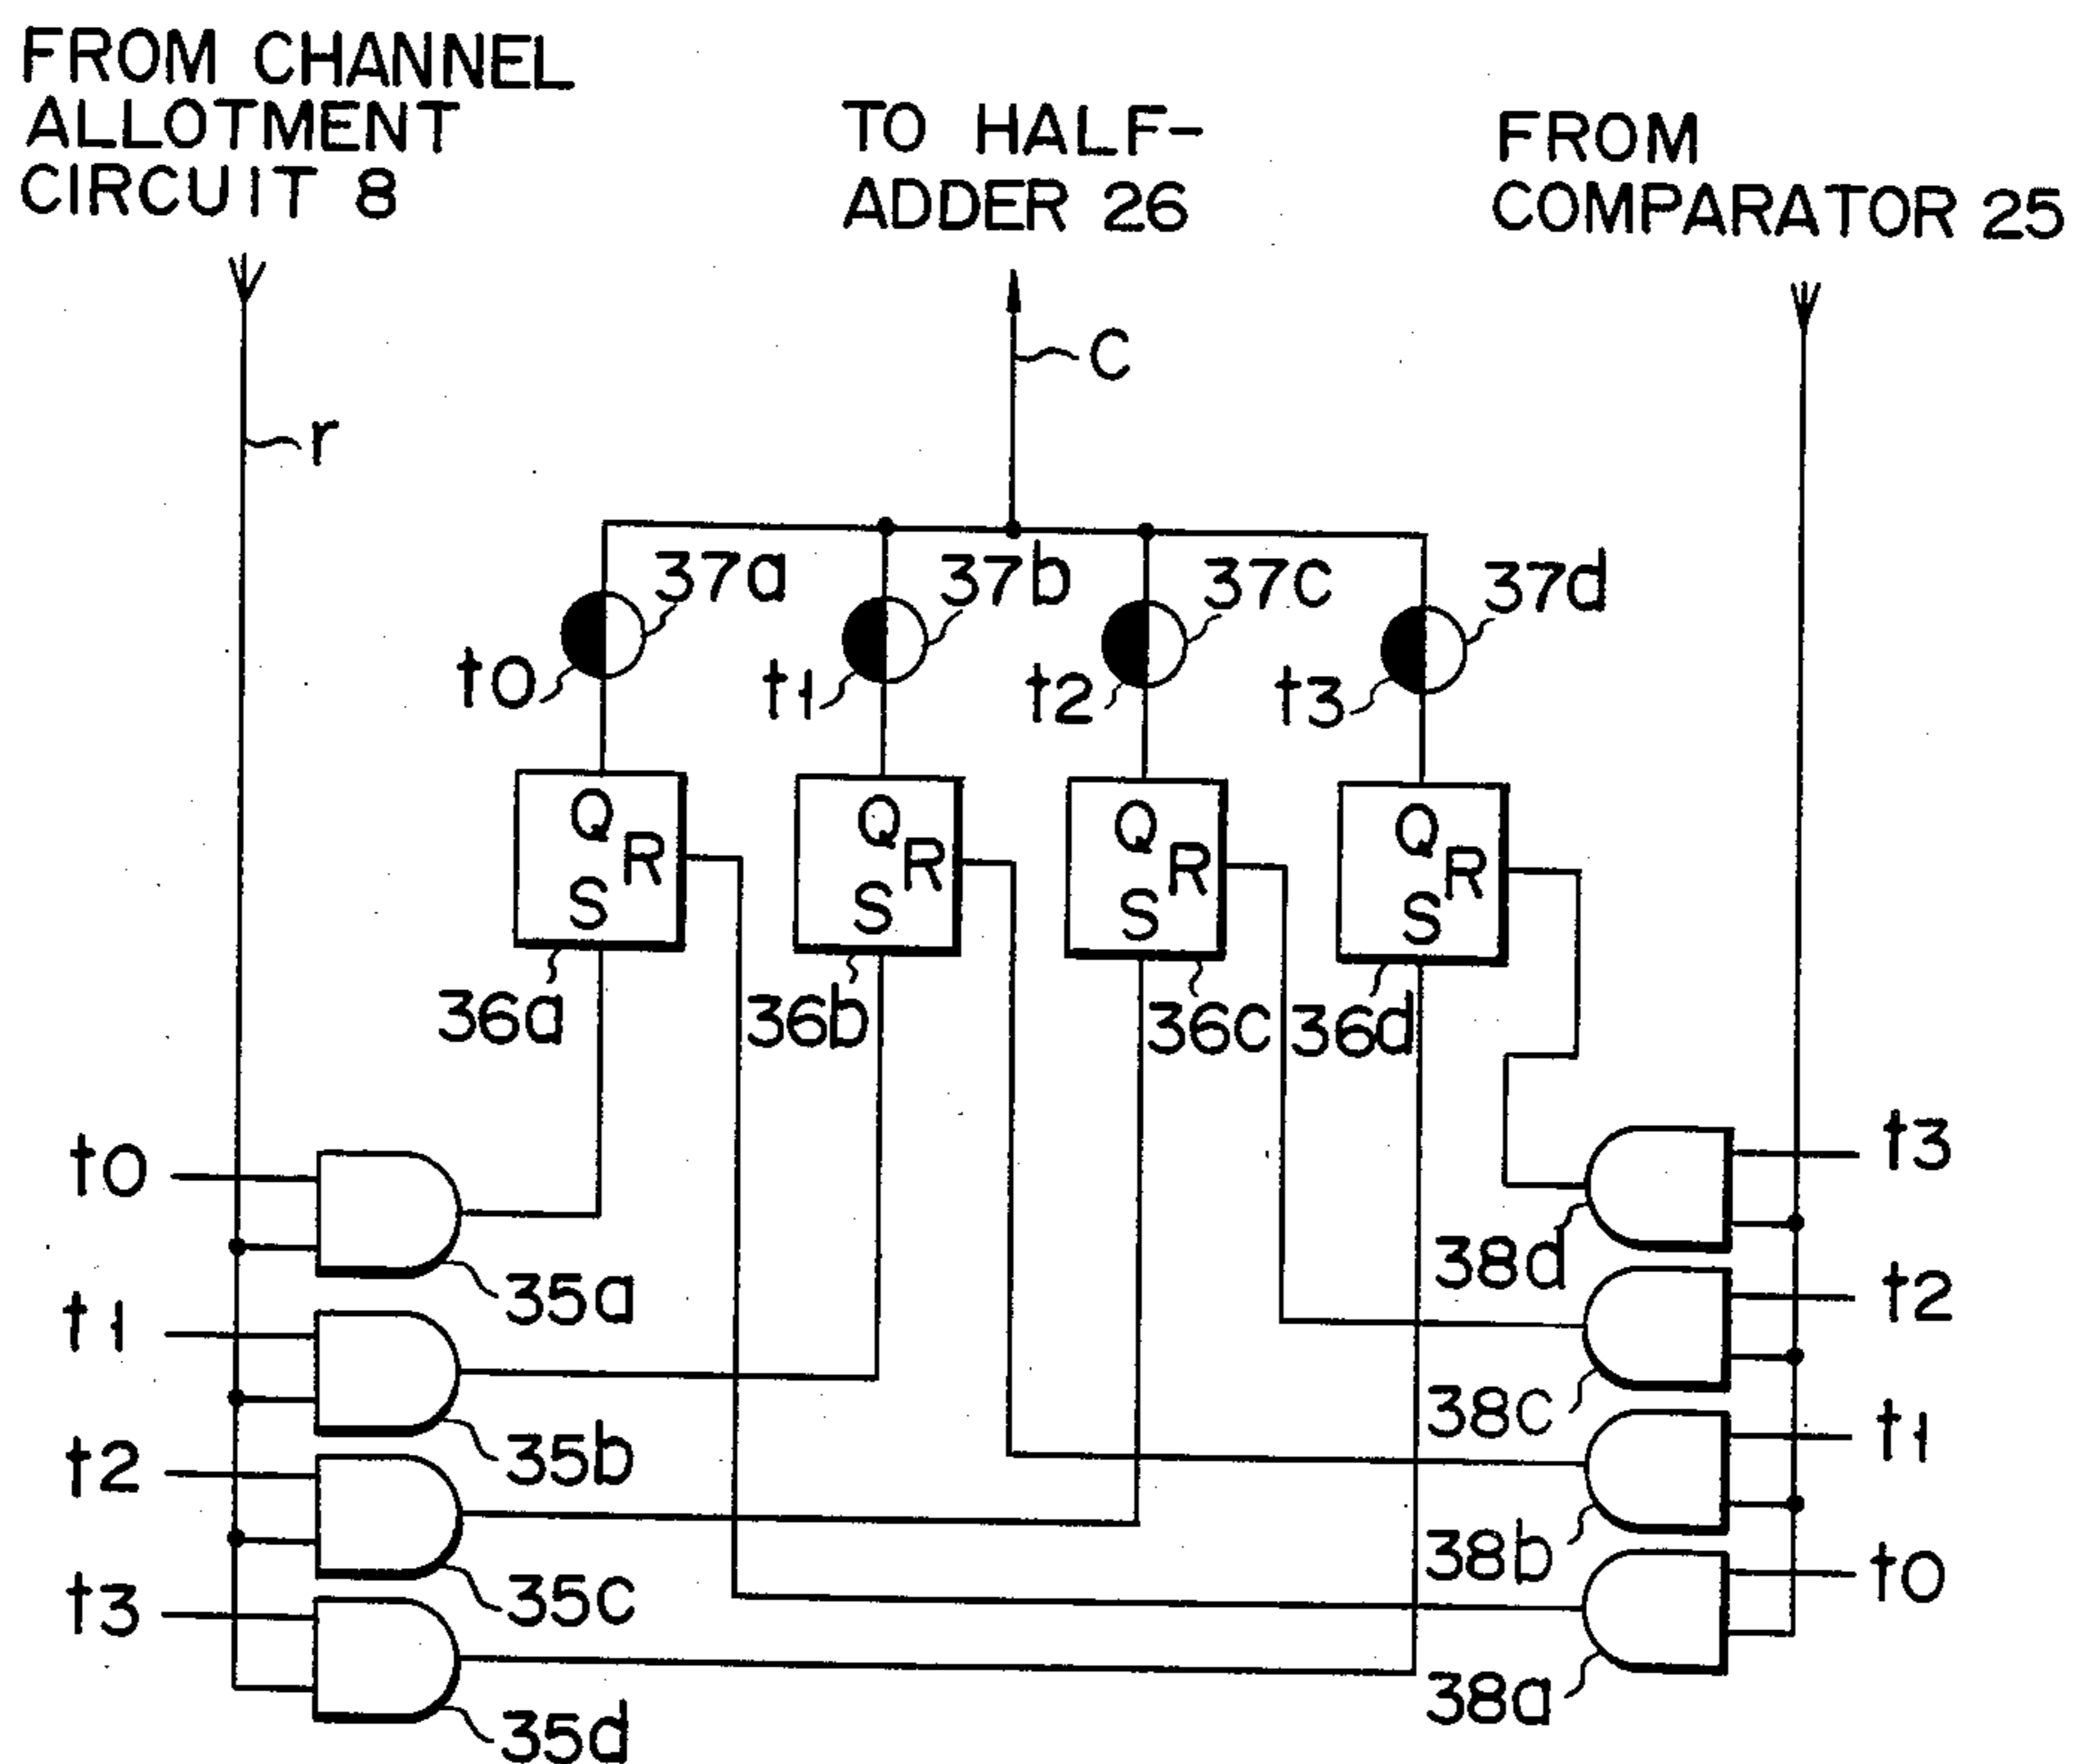 FROM CHANNEL
ALLOTMENT
CIRCUIT 8
TO HALF-
ADDER 26
FROM
COMPARATOR 25
C
r
37a
37b
37c
37d
t0
t1
t2
t3
Q
R
S
Q
R
S
Q
R
S
Q
R
S
36a
36b
36c
36d
t0
35a
t1
35b
t2
35c
t3
35d
t3
38d
t2
38c
t1
38b
t0
38a